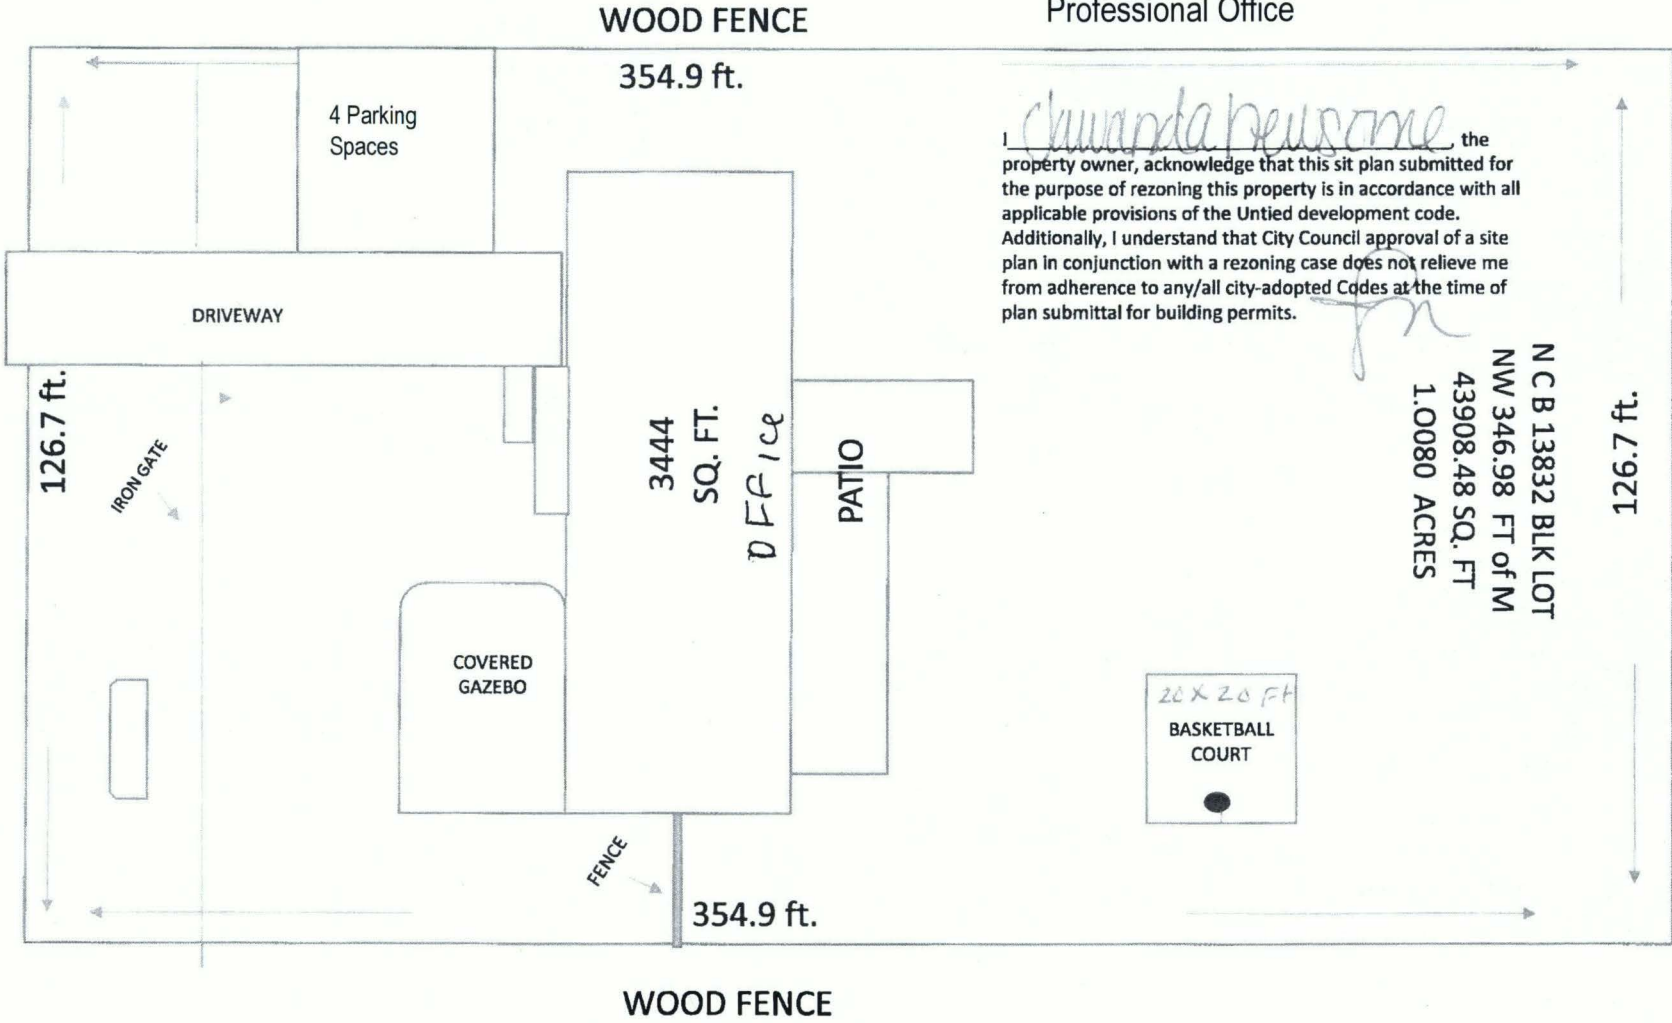 WOOD FENCE
Professional Office
354.9 ft.
4 Parking
Spaces
I newsome, the
property owner, acknowledge that this sit plan submitted for
the purpose of rezoning this property is in accordance with all
applicable provisions of the Untied development code.
Additionally, I understand that City Council approval of a site
plan in conjunction with a rezoning case does not relieve me
from adherence to any/all city-adopted Codes at the time of
plan submittal for building permits.
DRIVEWAY
126.7 ft.
IRON GATE
3444
SQ. FT.
OFFice
PATIO
N C B 13832 BLK LOT
NW 346.98 FT of M
43908.48 SQ. FT
1.0080 ACRES
126.7 ft.
COVERED
GAZEBO
20 X 20 Ft
BASKETBALL
COURT
FENCE
354.9 ft.
WOOD FENCE